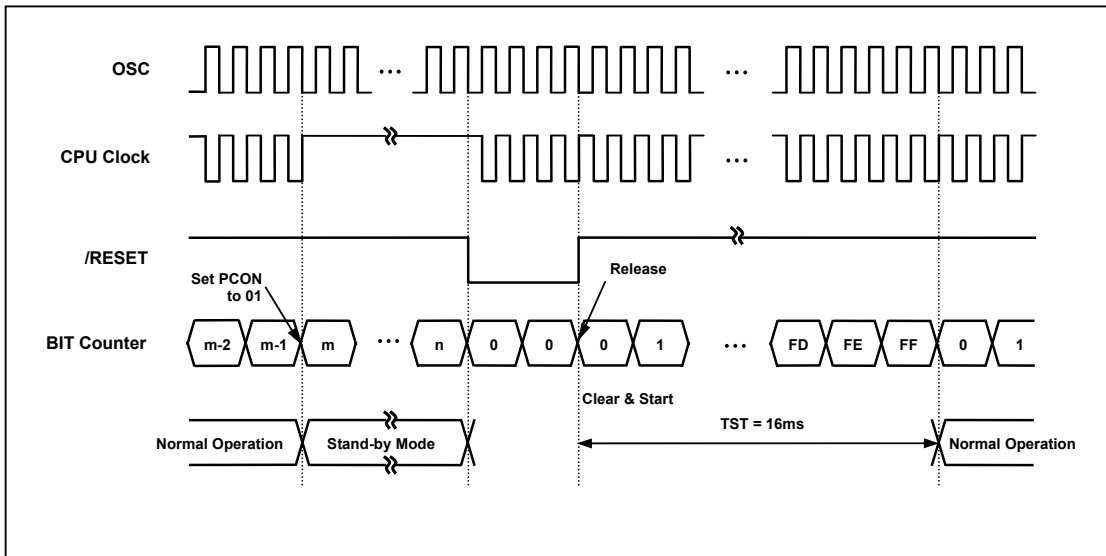 OSC
...
...
CPU Clock
...
/RESET
Release
Set PCON
to 01
BIT Counter
m-2 m-1 m ... n 0 0 0 1 ... FD FE FF 0 1
Clear & Start
TST = 16ms
Normal Operation Stand-by Mode Normal Operation